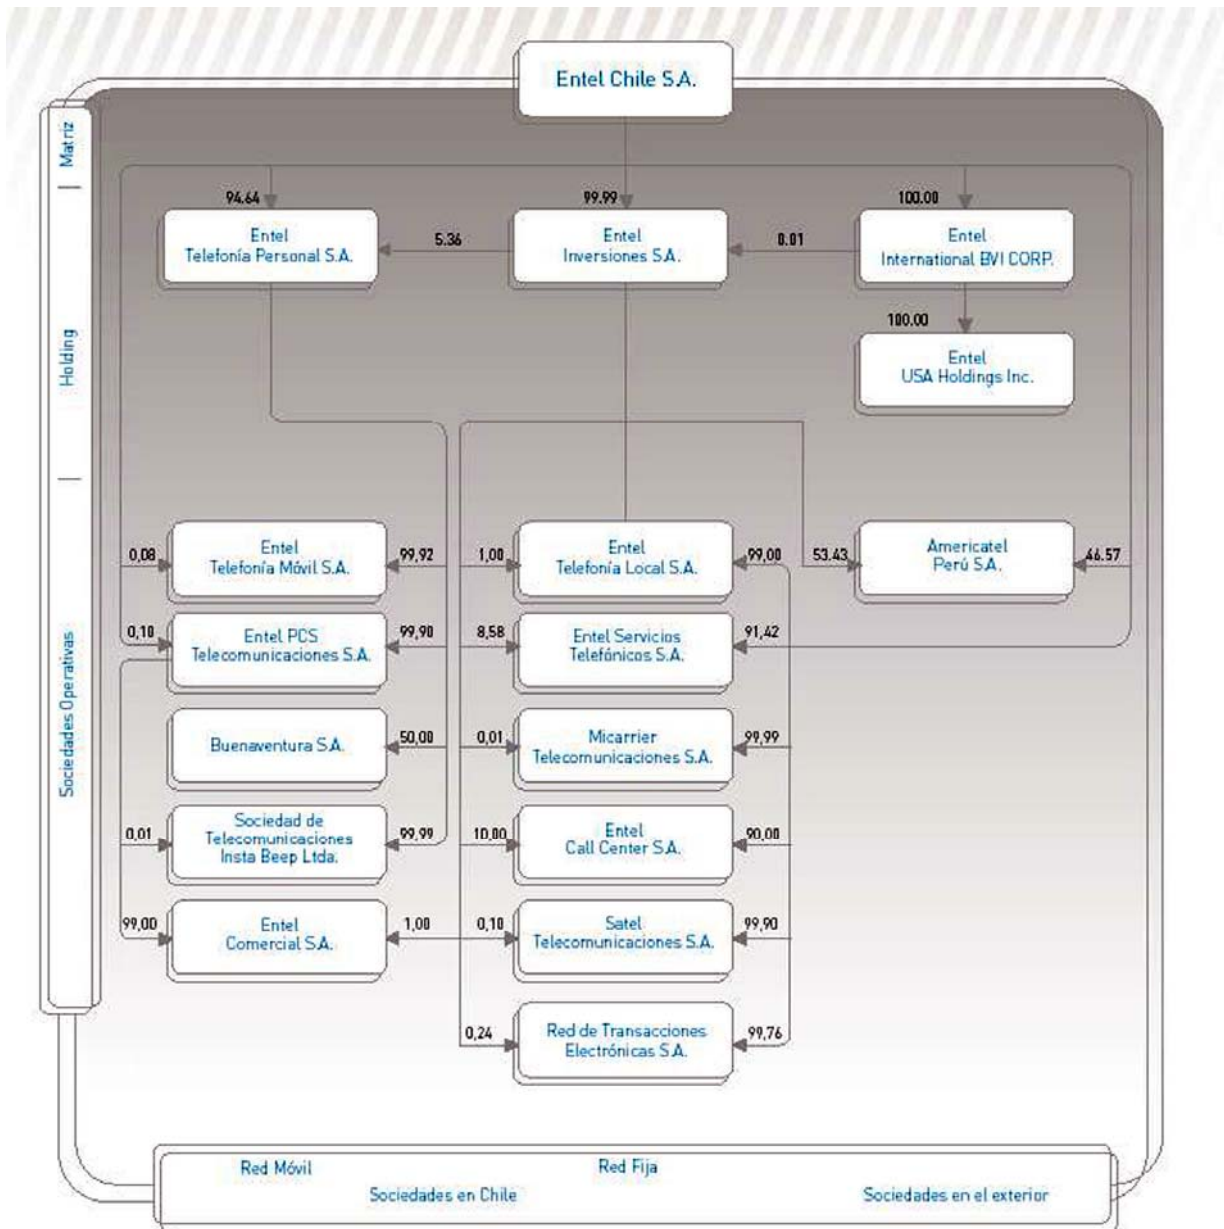 Entel Chile S.A.
Matriz
Holding
Sociedades Operativas
94.64
99.99
100.00
Entel
Telefonía Personal S.A.
5.36
Entel
Inversiones S.A.
0.01
Entel
International BVI CORP.
100.00
Entel
USA Holdings Inc.
0,08
Entel
Telefonía Móvil S.A.
99,92
1,00
Entel
Telefonía Local S.A.
99,00
53.43
Americatel
Perú S.A.
46.57
0,10
Entel PCS
Telecomunicaciones S.A.
99,90
8,58
Entel Servicios
Telefónicos S.A.
91,42
Buenaventura S.A.
50,00
0,01
Micarrier
Telecomunicaciones S.A.
99,99
0,01
Sociedad de
Telecomunicaciones
Insta Beep Ltda.
99,99
10,00
Entel
Call Center S.A.
90,00
99,00
Entel
Comercial S.A.
1,00
0,10
Satel
Telecomunicaciones S.A.
99,90
0,24
Red de Transacciones
Electrónicas S.A.
99,76
Red Móvil
Red Fija
Sociedades en Chile
Sociedades en el exterior